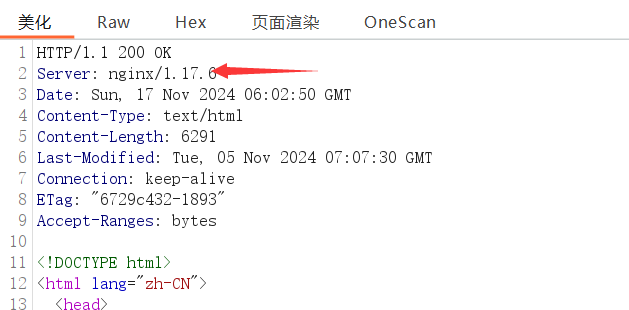 美化 Raw Hex 页面渲染 OneScan
1 HTTP/1.1 200 OK
2 Server: nginx/1.17.6
3 Date: Sun, 17 Nov 2024 06:02:50 GMT
4 Content-Type: text/html
5 Content-Length: 6291
6 Last-Modified: Tue, 05 Nov 2024 07:07:30 GMT
7 Connection: keep-alive
8 ETag: "6729c432-1893"
9 Accept-Ranges: bytes
10
11 <!DOCTYPE html>
12 <html lang="zh-CN">
13 <head>